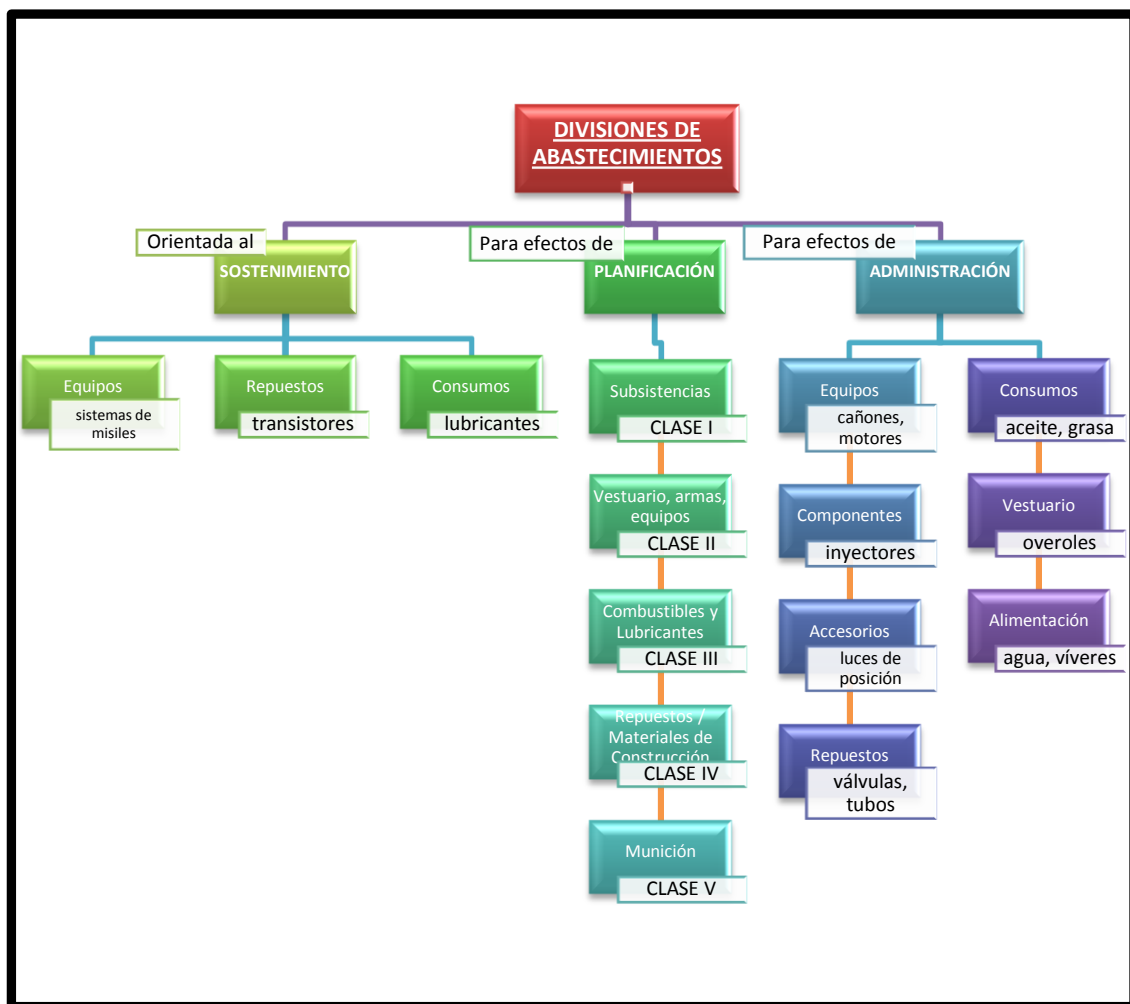 DIVISIONES DE
ABASTECIMIENTOS
Orientada al
SOSTENIMIENTO
Para efectos de
PLANIFICACIÓN
Para efectos de
ADMINISTRACIÓN
Equipos
sistemas de
misiles
Repuestos
transistores
Consumos
lubricantes
Subsistencias
CLASE I
Vestuario, armas,
equipos
CLASE II
Combustibles y
Lubricantes
CLASE III
Repuestos /
Materiales de
Construcción
CLASE IV
Munición
CLASE V
Equipos
cañones,
motores
Componentes
inyectores
Accesorios
luces de
posición
Repuestos
válvulas,
tubos
Consumos
aceite, grasa
Vestuario
overoles
Alimentación
agua, víveres